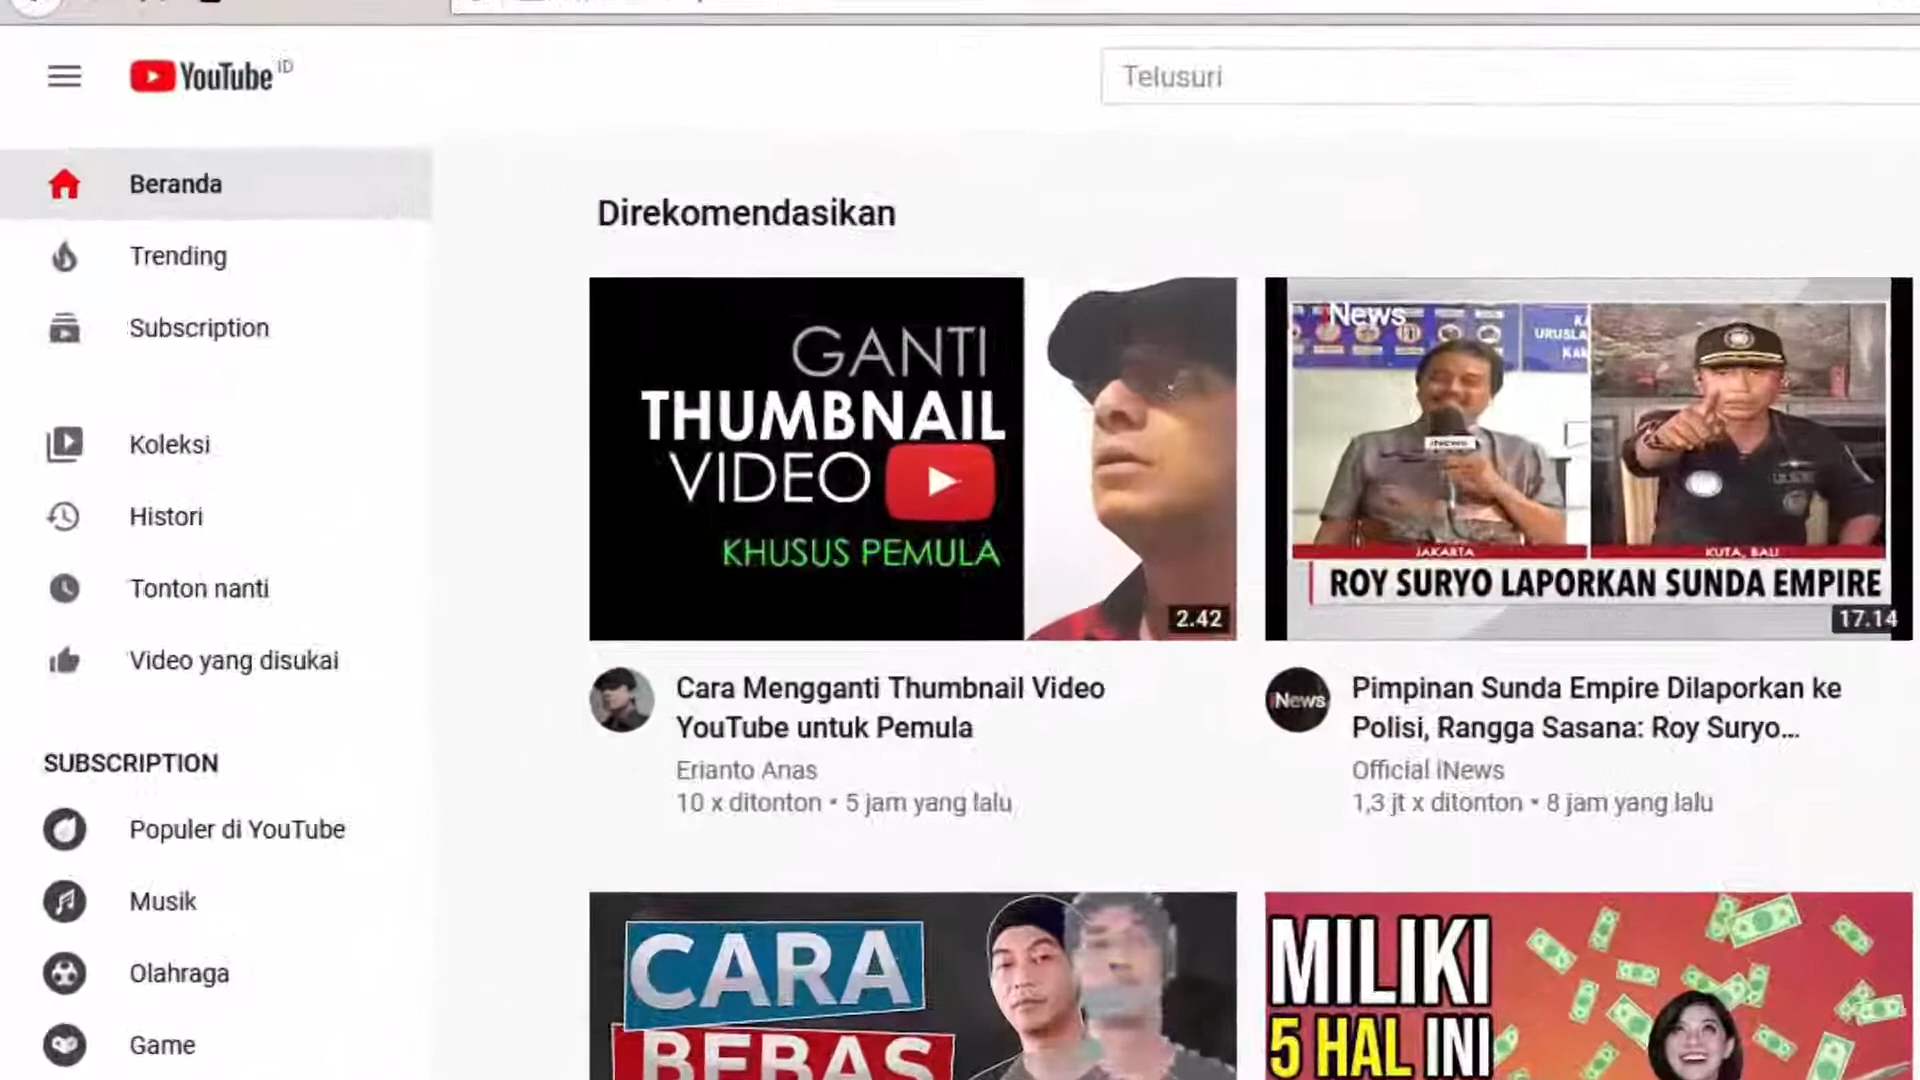 YouTube ID
Telusuri
Beranda
Trending
Subscription
Koleksi
Histori
Tonton nanti
Video yang disukai
SUBSCRIPTION
Populer di YouTube
Musik
Olahraga
Game
Direkomendasikan
GANTI
THUMBNAIL
VIDEO
KHUSUS PEMULA
2.42
Cara Mengganti Thumbnail Video
YouTube untuk Pemula
Erianto Anas
10 x ditonton • 5 jam yang lalu
iNews
URUSLA
iNews
JAKARTA
KUTA, BALI
ROY SURYO LAPORKAN SUNDA EMPIRE
17.14
iNews
Pimpinan Sunda Empire Dilaporkan ke
Polisi, Rangga Sasana: Roy Suryo...
Official iNews
1,3 jt x ditonton • 8 jam yang lalu
CARA
BEBAS
MILIKI
5 HAL INI